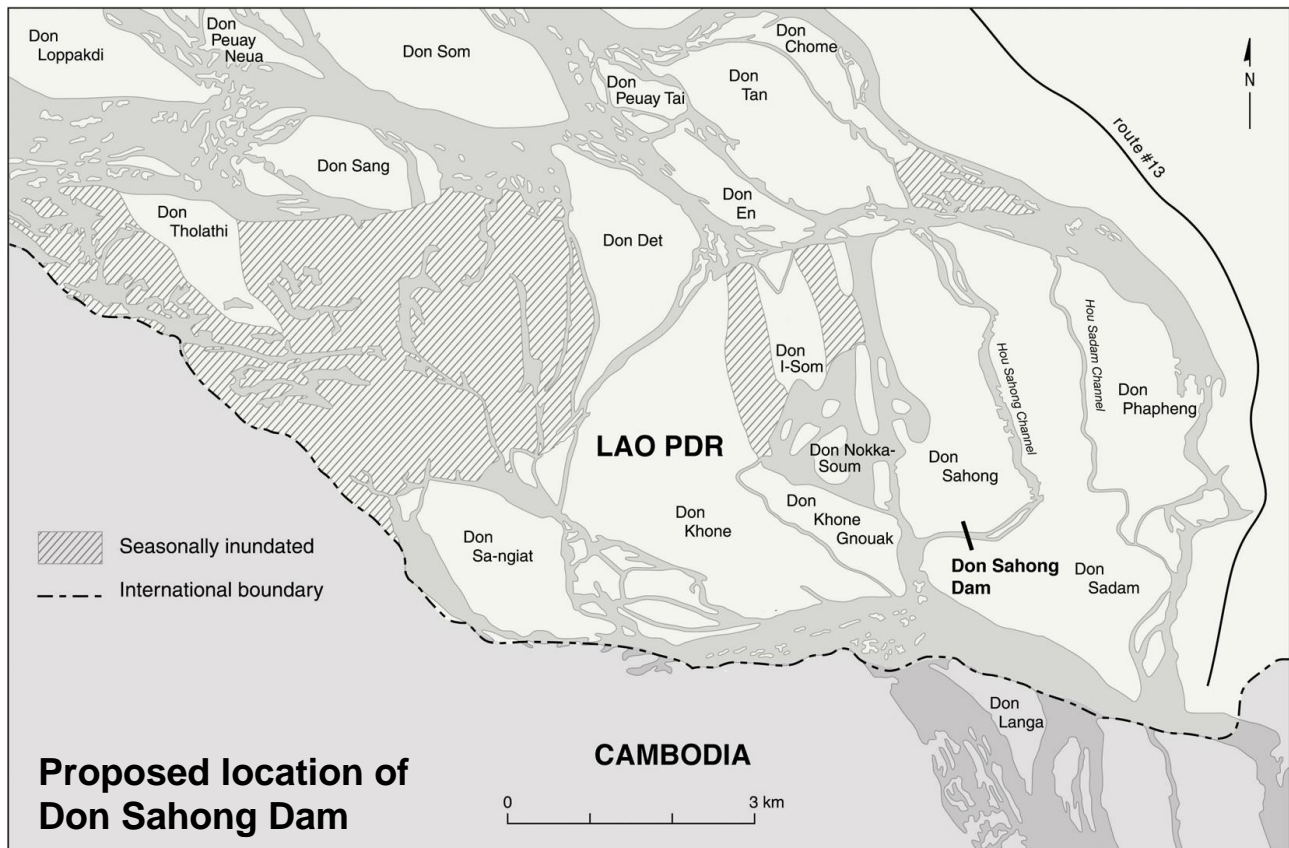 Don
Loppakdi
Don
Peuay
Neua
Don Som
Don
Chome
Don
Peuay Tai
Don
Tan
N
route #13
Don Sang
Don
Tholathi
Don
En
Don Det
Don
I-Som
Hou Sahong Channel
Hou Sadam Channel
Don
Phapheng
LAO PDR
Don Nokka-
Soum
Don
Sahong
Don
Khone
Don
Khone
Gnouak
Don
Sa-ngiat
Don Sahong
Dam
Don
Sadam
Seasonally inundated
International boundary
Don
Langa
CAMBODIA
Proposed location of
Don Sahong Dam
0 3 km